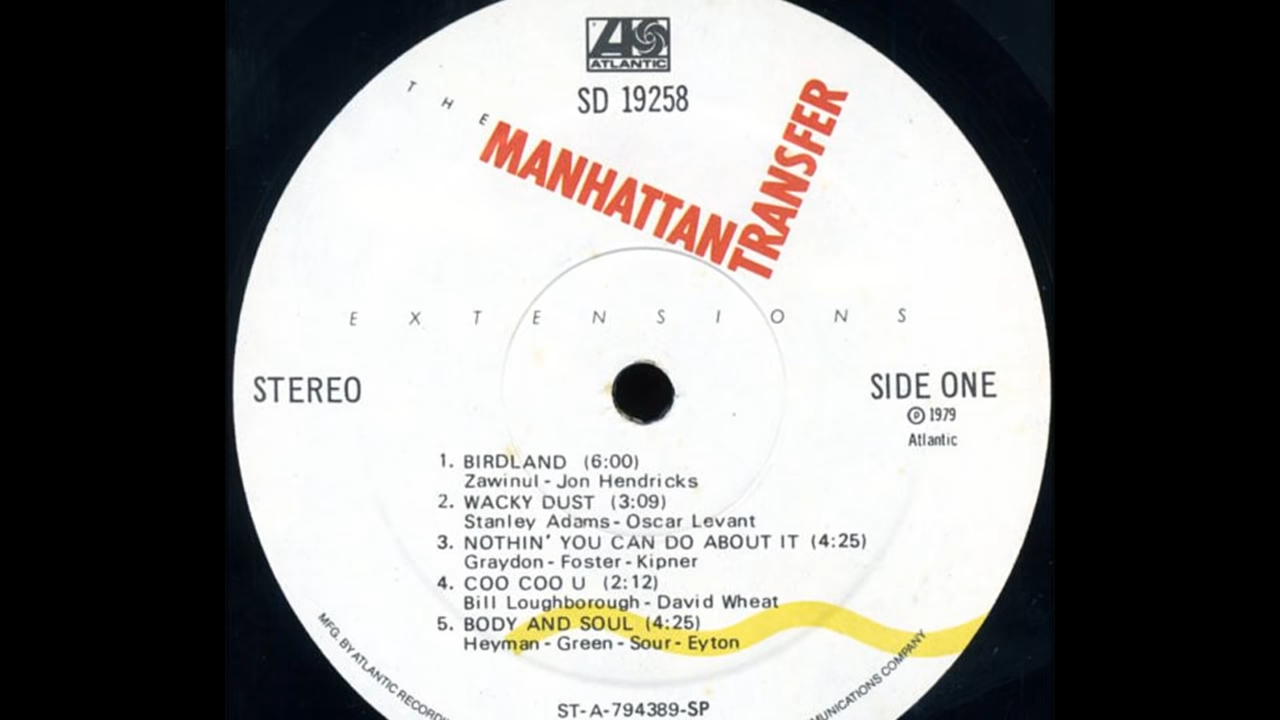 ATLANTIC
SD 19258
THE
MANHATTAN
TRANSFER
EXTENSIONS
STEREO
SIDE ONE
℗ 1979
Atlantic
1. BIRDLAND (6:00)
Zawinul - Jon Hendricks
2. WACKY DUST (3:09)
Stanley Adams - Oscar Levant
3. NOTHIN' YOU CAN DO ABOUT IT (4:25)
Graydon - Foster - Kipner
4. COO COO U (2:12)
Bill Loughborough - David Wheat
5. BODY AND SOUL (4:25)
Heyman - Green - Sour - Eyton
MFG. BY ATLANTIC
COMPANY
ST-A-794389-SP